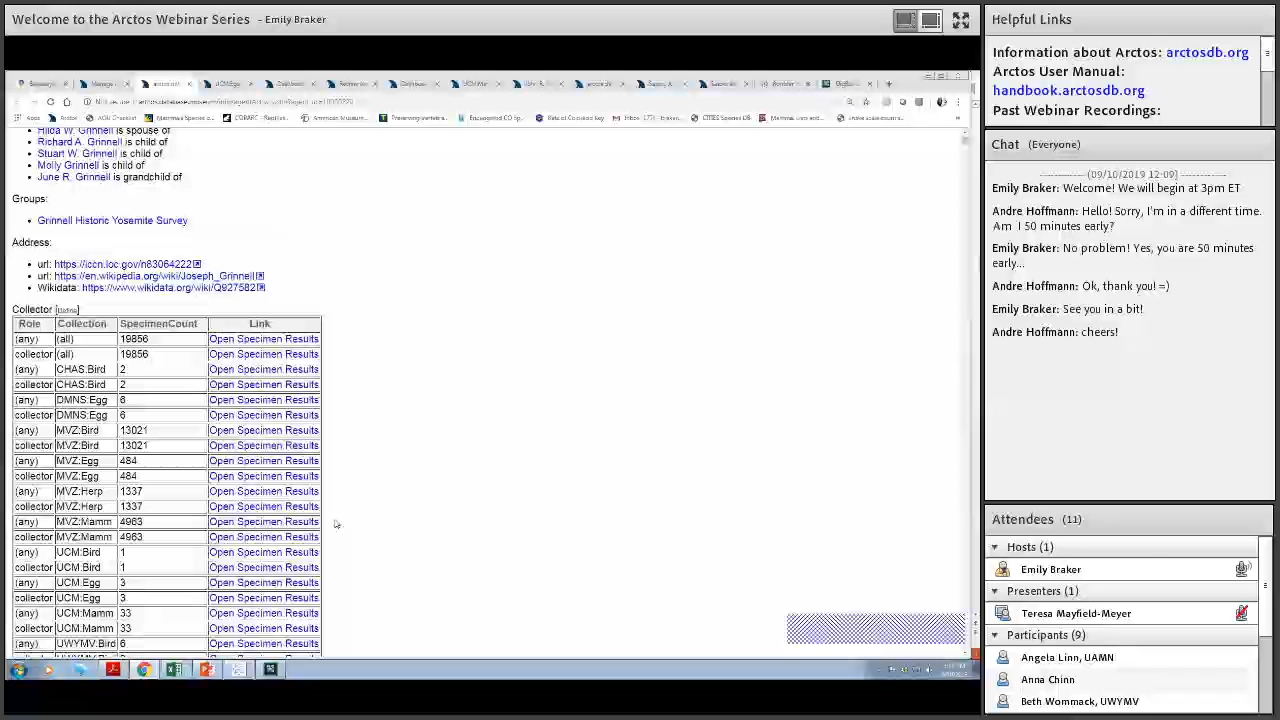 Welcome to the Arctos Webinar Series - Emily Braker
Hilda W. Grinnell is spouse of
Richard A. Grinnell is child of
Stuart W. Grinnell is child of
Molly Grinnell is child of
June R. Grinnell is grandchild of
Groups:
Grinnell Historic Yosemite Survey
Address:
url: https://lccn.loc.gov/n83064222
url: https://en.wikipedia.org/wiki/Joseph_Grinnell
Wikidata: https://www.wikidata.org/wiki/Q927582
Collector
Role Collection SpecimenCount Link
(any) (all) 19856 Open Specimen Results
collector (all) 19856 Open Specimen Results
(any) CHAS:Bird 2 Open Specimen Results
collector CHAS:Bird 2 Open Specimen Results
(any) DMNS:Egg 6 Open Specimen Results
collector DMNS:Egg 6 Open Specimen Results
(any) MVZ:Bird 13021 Open Specimen Results
collector MVZ:Bird 13021 Open Specimen Results
(any) MVZ:Egg 484 Open Specimen Results
collector MVZ:Egg 484 Open Specimen Results
(any) MVZ:Herp 1337 Open Specimen Results
collector MVZ:Herp 1337 Open Specimen Results
(any) MVZ:Mamm 4963 Open Specimen Results
collector MVZ:Mamm 4963 Open Specimen Results
(any) UCM:Bird 1 Open Specimen Results
collector UCM:Bird 1 Open Specimen Results
(any) UCM:Egg 3 Open Specimen Results
collector UCM:Egg 3 Open Specimen Results
(any) UCM:Mamm 33 Open Specimen Results
collector UCM:Mamm 33 Open Specimen Results
(any) UWYMV:Bird 6 Open Specimen Results
Helpful Links
Information about Arctos: arctosdb.org
Arctos User Manual:
handbook.arctosdb.org
Past Webinar Recordings:
Chat (Everyone)
(09/10/2019 12:09)
Emily Braker: Welcome! We will begin at 3pm ET
Andre Hoffmann: Hello! Sorry, I'm in a different time.
Am I 50 minutes early?
Emily Braker: No problem! Yes, you are 50 minutes
early...
Andre Hoffmann: Ok, thank you! =)
Emily Braker: See you in a bit!
Andre Hoffmann: cheers!
Attendees (11)
Hosts (1)
Emily Braker
Presenters (1)
Teresa Mayfield-Meyer
Participants (9)
Angela Linn, UAMN
Anna Chinn
Beth Wommack, UWYMV